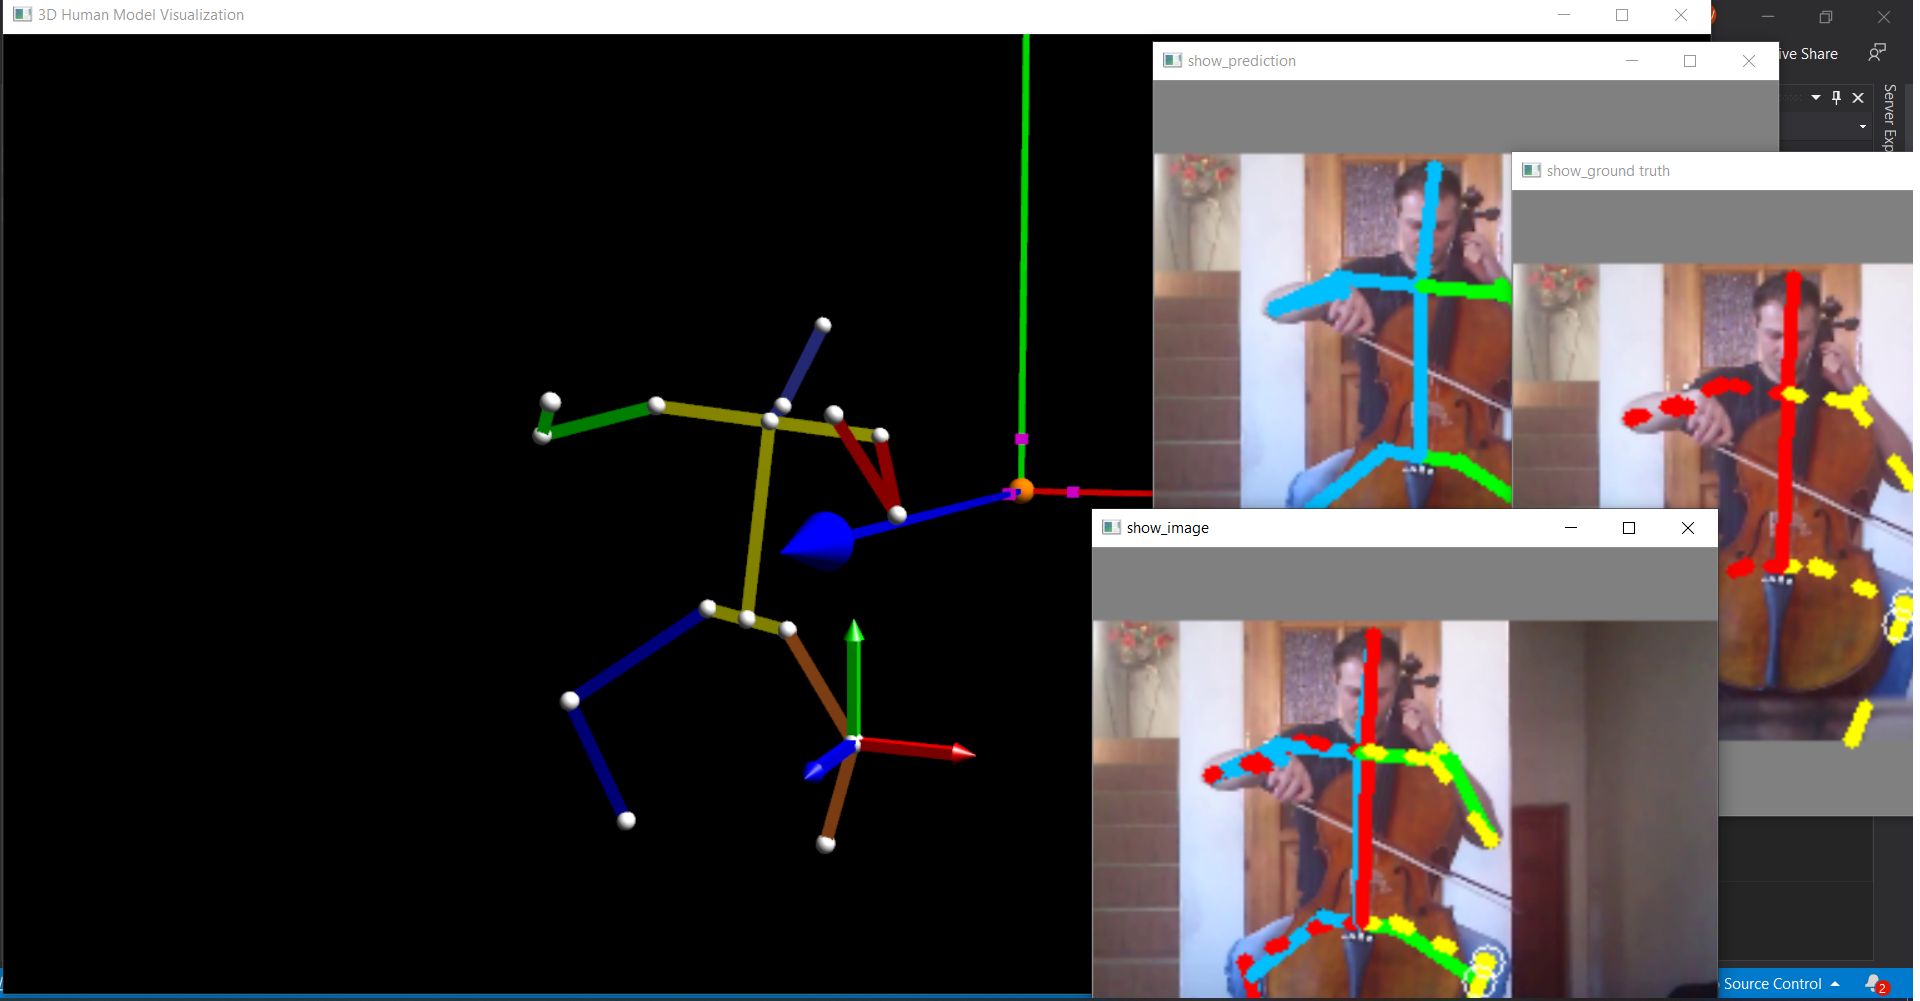 3D Human Model Visualization
show_prediction
ive Share
Server Exp
show_ground truth
show_image
Source Control
2